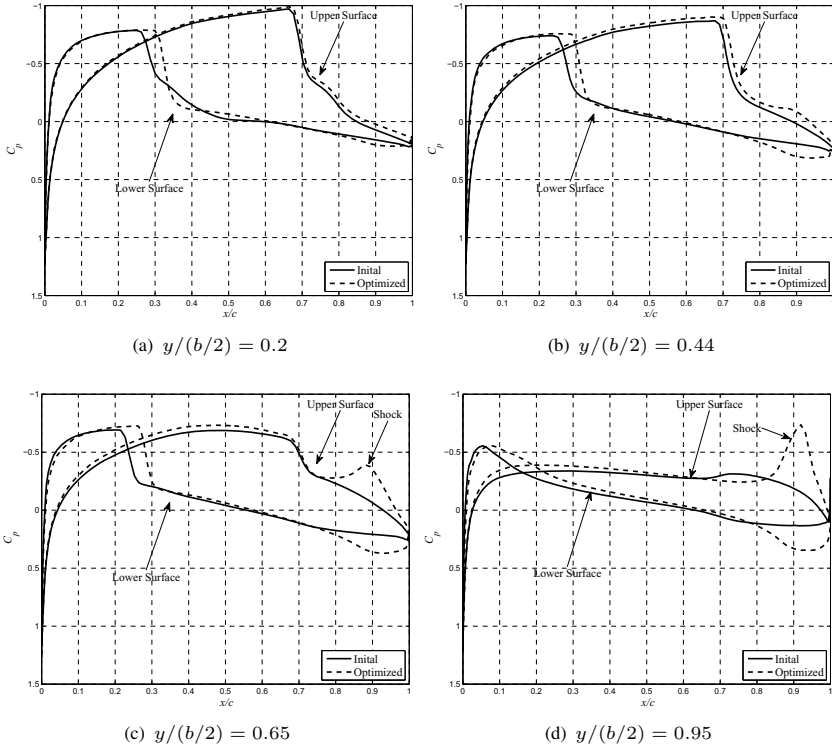 −1
−0.5
0
0.5
1
1.5
C_p
0 0.1 0.2 0.3 0.4 0.5 0.6 0.7 0.8 0.9 1
x/c
Upper Surface
Lower Surface
Inital
Optimized
(a) y/(b/2) = 0.2
−1
−0.5
0
0.5
1
1.5
C_p
0 0.1 0.2 0.3 0.4 0.5 0.6 0.7 0.8 0.9 1
x/c
Upper Surface
Lower Surface
Inital
Optimized
(b) y/(b/2) = 0.44
−1
−0.5
0
0.5
1
1.5
C_p
0 0.1 0.2 0.3 0.4 0.5 0.6 0.7 0.8 0.9 1
x/c
Upper Surface
Shock
Lower Surface
Inital
Optimized
(c) y/(b/2) = 0.65
−1
−0.5
0
0.5
1
1.5
C_p
0 0.1 0.2 0.3 0.4 0.5 0.6 0.7 0.8 0.9 1
x/c
Upper Surface
Shock
Lower Surface
Inital
Optimized
(d) y/(b/2) = 0.95